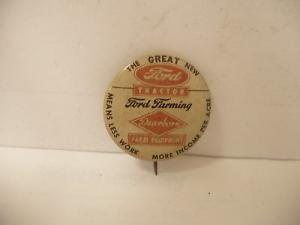 THE GREAT NEW
Ford
TRACTOR
Ford Farming
Dearborn
FARM EQUIPMENT
MEANS LESS WORK MORE INCOME PER ACRE